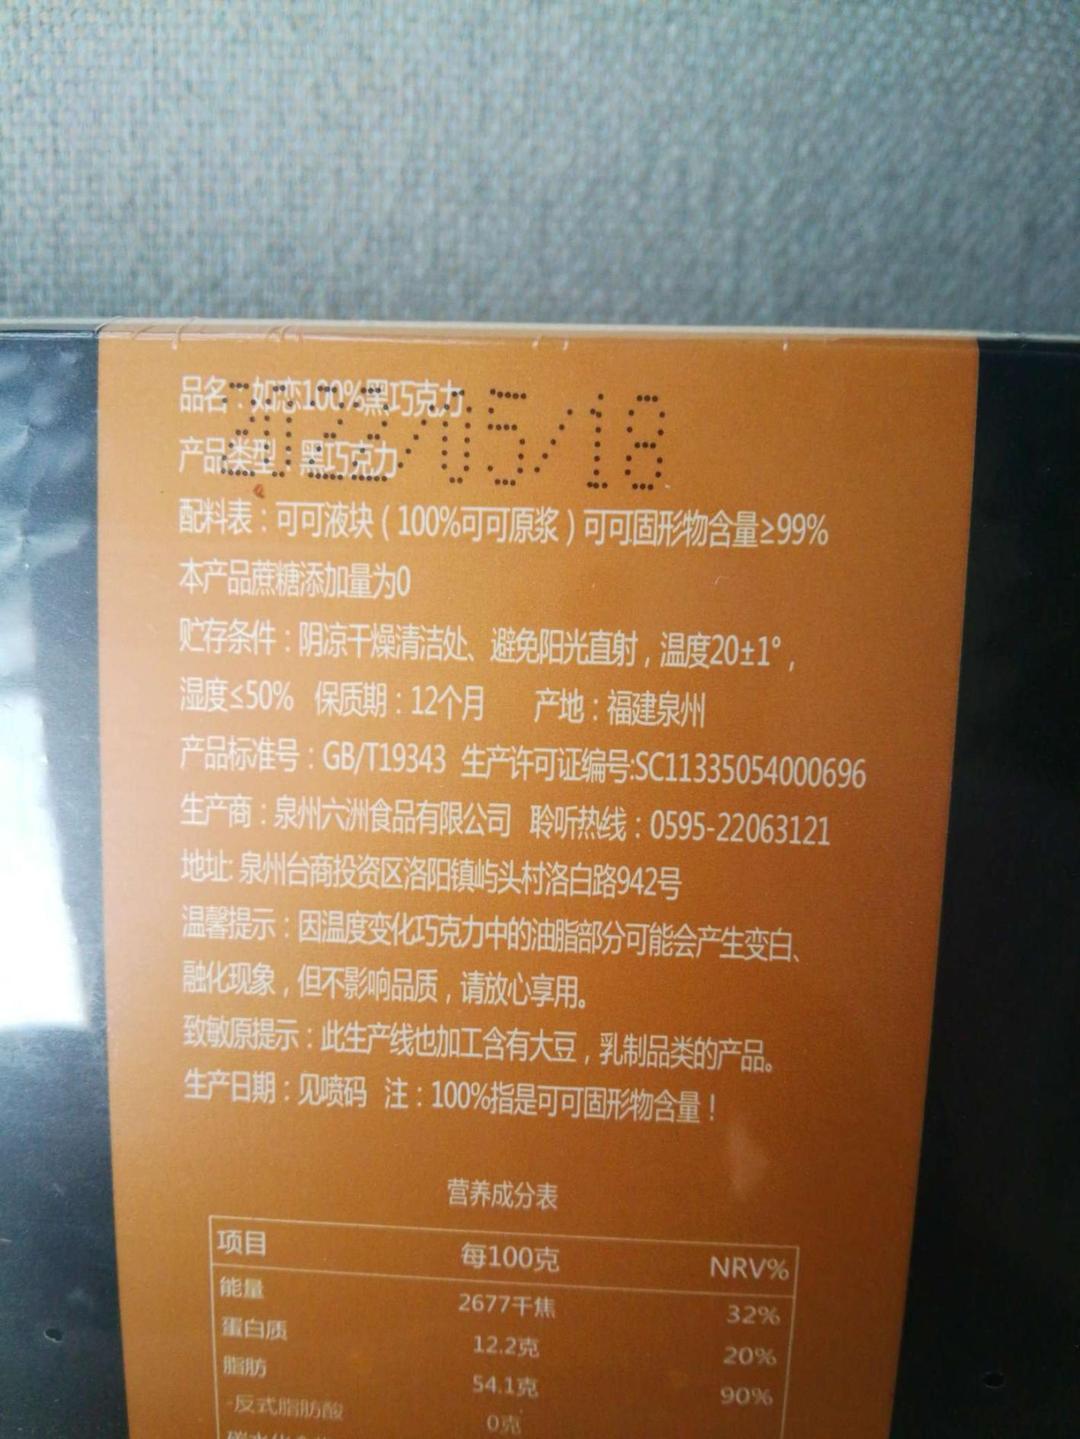 品名：如恋100%黑巧克力
2023/05/18
产品类型：黑巧克力
配料表：可可液块（100%可可原浆）可可固形物含量≥99%
本产品蔗糖添加量为0
贮存条件：阴凉干燥清洁处、避免阳光直射，温度20±1°，
湿度≤50% 保质期：12个月 产地：福建泉州
产品标准号：GB/T19343 生产许可证编号:SC11335054000696
生产商：泉州六洲食品有限公司 聆听热线：0595-22063121
地址: 泉州台商投资区洛阳镇屿头村洛白路942号
温馨提示：因温度变化巧克力中的油脂部分可能会产生变白、
融化现象，但不影响品质，请放心享用。
致敏原提示：此生产线也加工含有大豆，乳制品类的产品。
生产日期：见喷码 注：100%指是可可固形物含量！
营养成分表
项目 每100克 NRV%
能量 2677千焦 32%
蛋白质 12.2克 20%
脂肪 54.1克 90%
-反式脂肪酸 0克